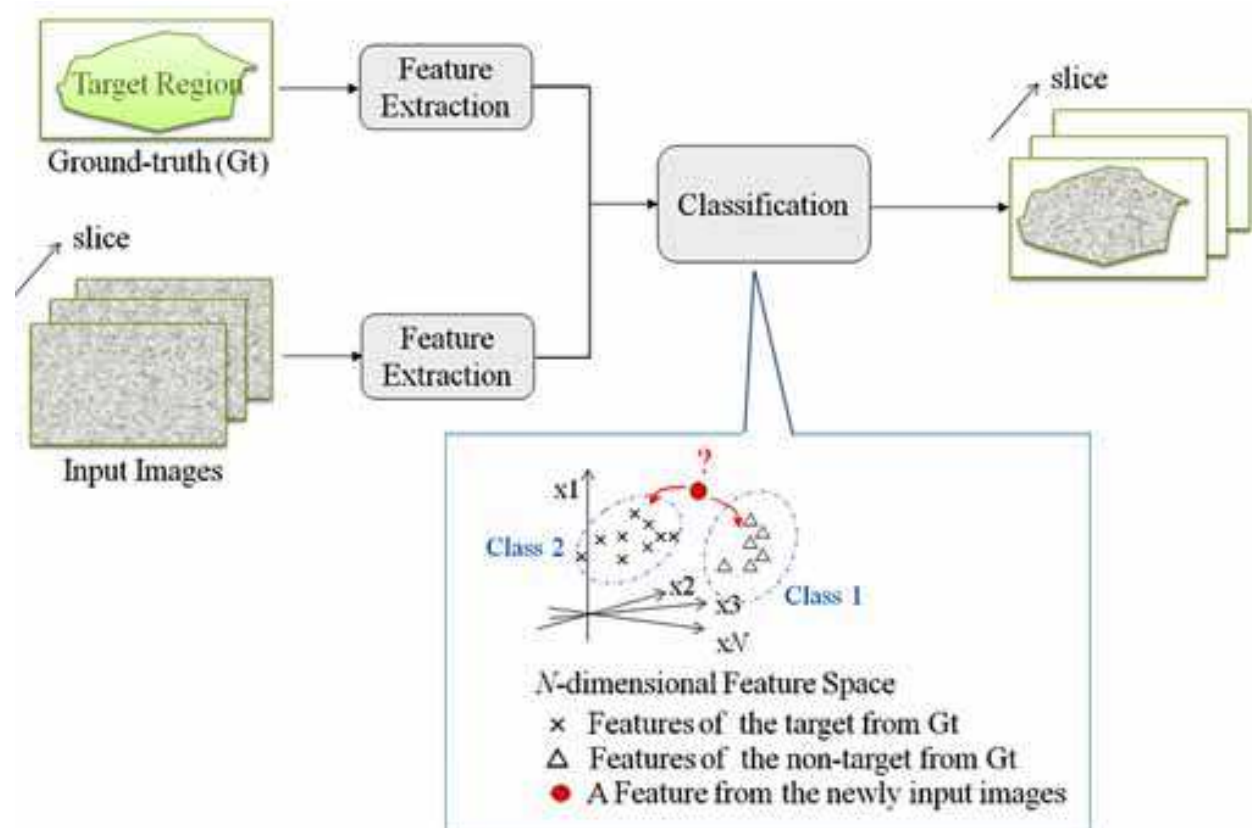 Target Region
Ground-truth (Gt)
Feature
Extraction
Classification
slice
slice
Input Images
Feature
Extraction
?
x1
Class 2
x2
x3
xN
Class 1
N-dimensional Feature Space
× Features of the target from Gt
△ Features of the non-target from Gt
● A Feature from the newly input images